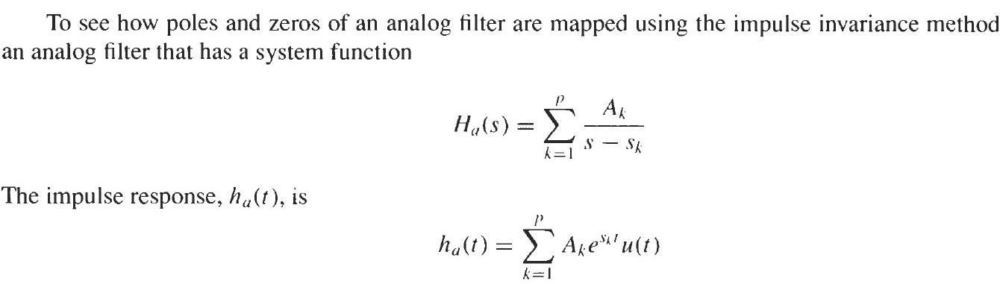 To see how poles and zeros of an analog filter are mapped using the impulse invariance method
an analog filter that has a system function
H_a(s) = \sum_{k=1}^{p} \frac{A_k}{s - s_k}
The impulse response, h_a(t), is
h_a(t) = \sum_{k=1}^{p} A_k e^{s_k t} u(t)